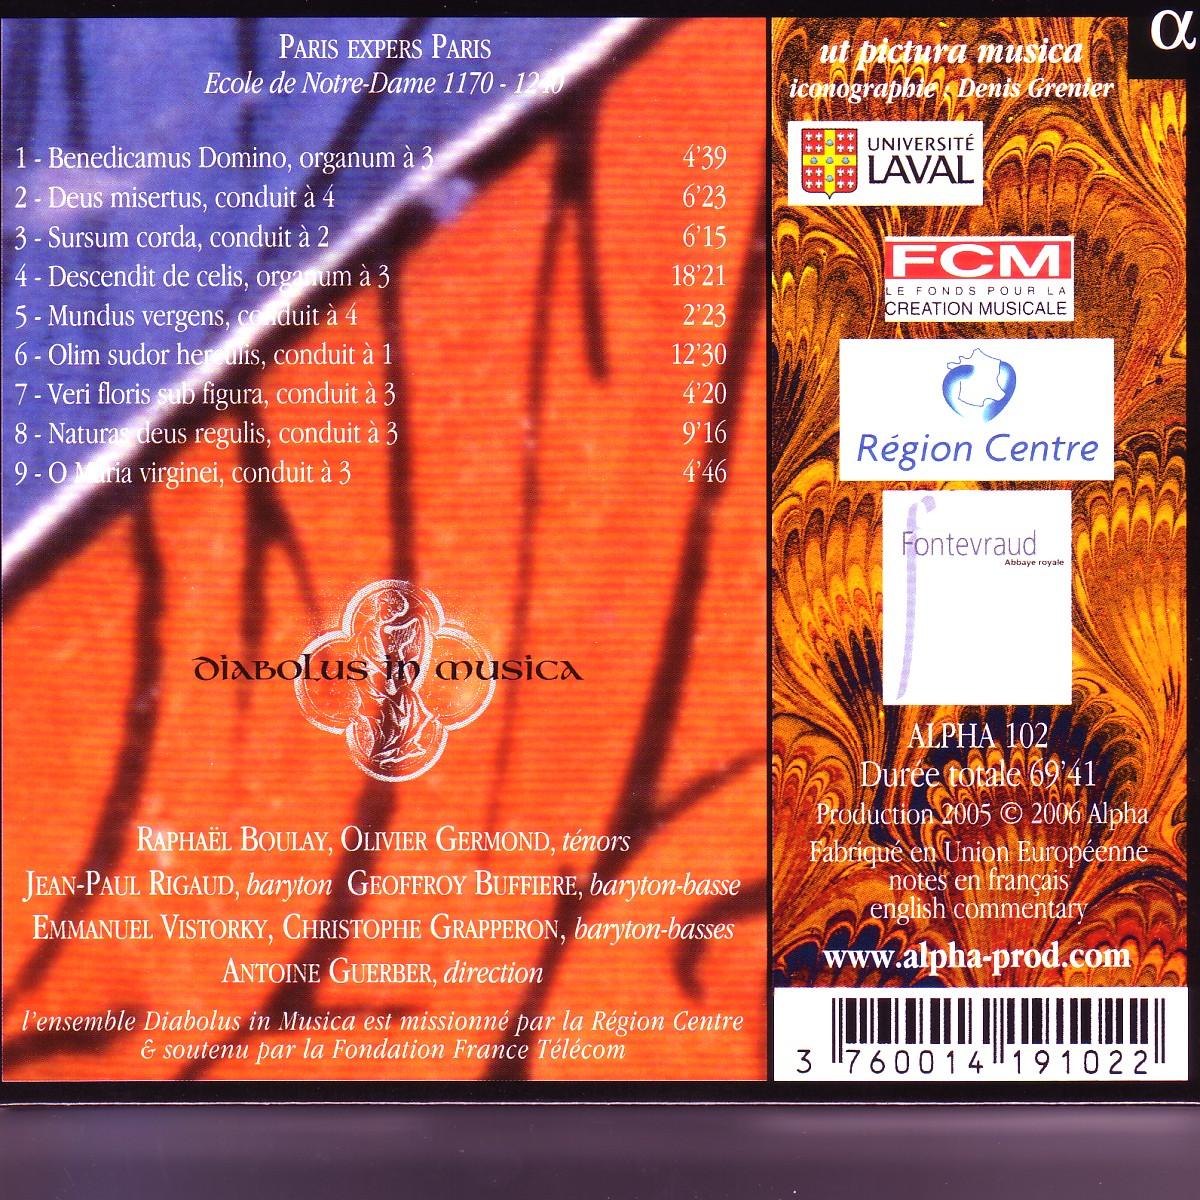 PARIS EXPERS PARIS
Ecole de Notre-Dame 1170 - 1240
1 - Benedicamus Domino, organum à 3 4'39
2 - Deus misertus, conduit à 4 6'23
3 - Sursum corda, conduit à 2 6'15
4 - Descendit de celis, organum à 3 18'21
5 - Mundus vergens, conduit à 4 2'23
6 - Olim sudor herculis, conduit à 1 12'30
7 - Veri floris sub figura, conduit à 3 4'20
8 - Naturas deus regulis, conduit à 3 9'16
9 - O Maria virginei, conduit à 3 4'46
DIABOLUS IN MUSICA
RAPHAËL BOULAY, OLIVIER GERMOND, ténors
JEAN-PAUL RIGAUD, baryton GEOFFROY BUFFIERE, baryton-basse
EMMANUEL VISTORKY, CHRISTOPHE GRAPPERON, baryton-basses
ANTOINE GUERBER, direction
l'ensemble Diabolus in Musica est missionné par la Région Centre
& soutenu par la Fondation France Télécom
α
ut pictura musica
iconographie · Denis Grenier
UNIVERSITÉ
LAVAL
FCM
LE FONDS POUR LA
CREATION MUSICALE
Région Centre
f
Fontevraud
Abbaye royale
ALPHA 102
Durée totale 69'41
Production 2005 © 2006 Alpha
Fabriqué en Union Européenne
notes en français
english commentary
www.alpha-prod.com
3 760014 191022